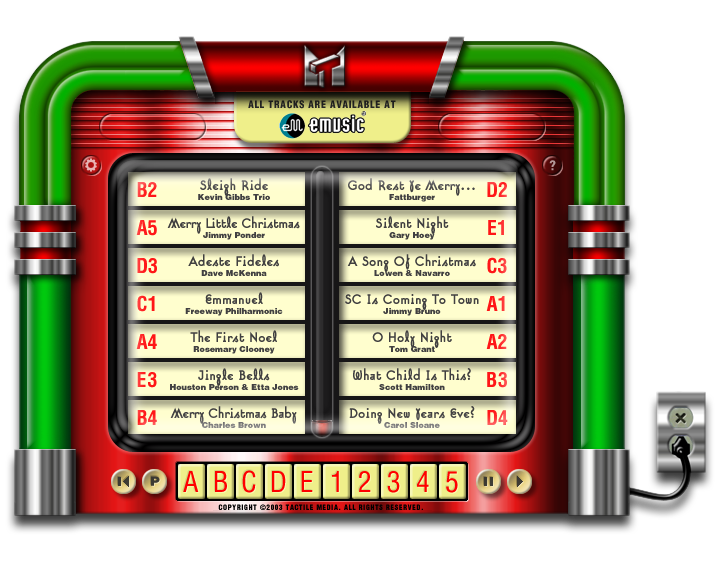 MT
ALL TRACKS ARE AVAILABLE AT
eM emusic®
?
B2 Sleigh Ride
Kevin Gibbs Trio
God Rest Ye Merry... D2
Fattburger
A5 Merry Little Christmas
Jimmy Ponder
Silent Night E1
Gary Hoey
D3 Adeste Fideles
Dave McKenna
A Song Of Christmas C3
Lowen & Navarro
C1 Emmanuel
Freeway Philharmonic
SC Is Coming To Town A1
Jimmy Bruno
A4 The First Noel
Rosemary Clooney
O Holy Night A2
Tom Grant
E3 Jingle Bells
Houston Person & Etta Jones
What Child Is This? B3
Scott Hamilton
B4 Merry Christmas Baby
Charles Brown
Doing New Years Eve? D4
Carol Sloane
P A B C D E 1 2 3 4 5
COPYRIGHT ©2003 TACTILE MEDIA. ALL RIGHTS RESERVED.